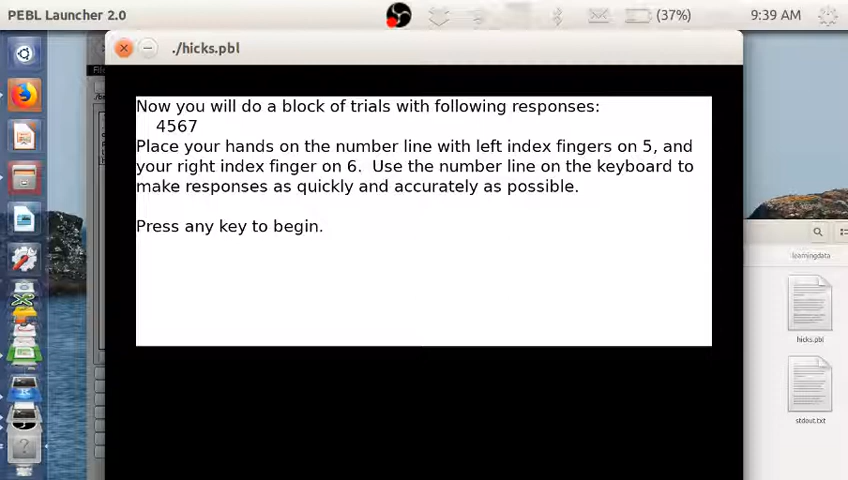 PEBL Launcher 2.0
(37%)
9:39 AM
./hicks.pbl
Now you will do a block of trials with following responses:
4567
Place your hands on the number line with left index fingers on 5, and
your right index finger on 6. Use the number line on the keyboard to
make responses as quickly and accurately as possible.
Press any key to begin.
learningdata
hicks.pbl
stdout.txt